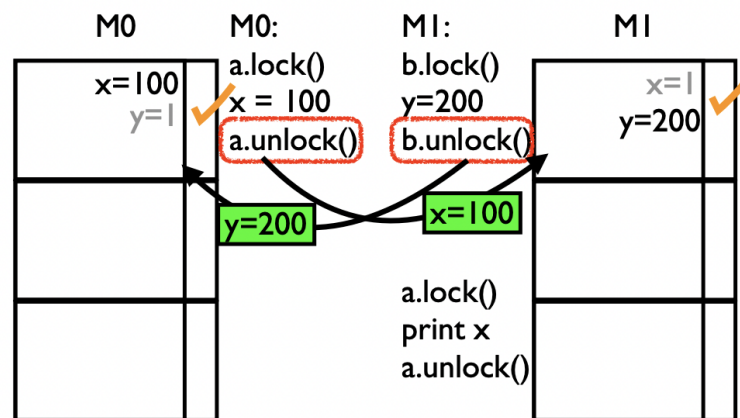 M0
M0:
M1:
M1
x=100
y=1
a.lock()
x = 100
a.unlock()
b.lock()
y=200
b.unlock()
x=1
y=200
y=200
x=100
a.lock()
print x
a.unlock()